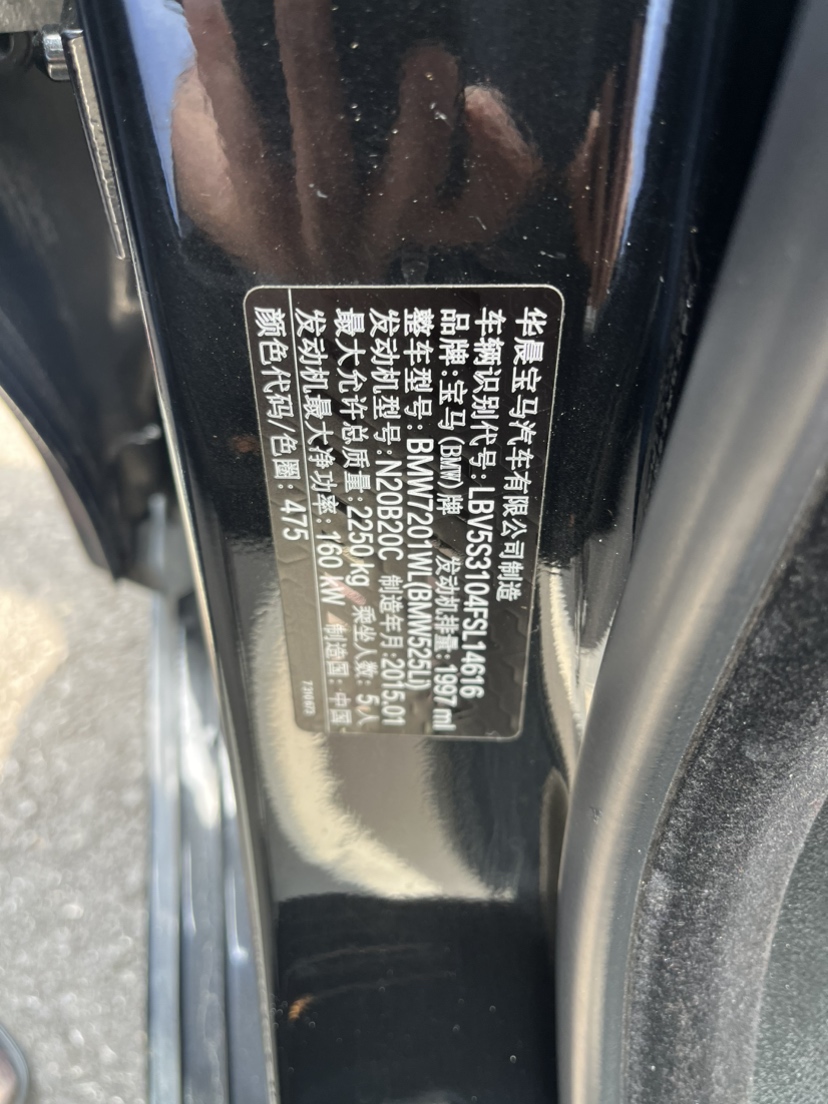 华晨宝马汽车有限公司制造
车辆识别代号：LBV5S3104FSL14616
品牌：宝马(BMW)牌 发动机排量：1997 ml
整车型号：BMW7201WL(BMW525Li)
发动机型号：N20B20C 制造年月：2015.01
最大允许总质量：2250 kg 乘坐人数：5人
发动机最大净功率：160 kW 制造国：中国
颜色代码/色圈：475